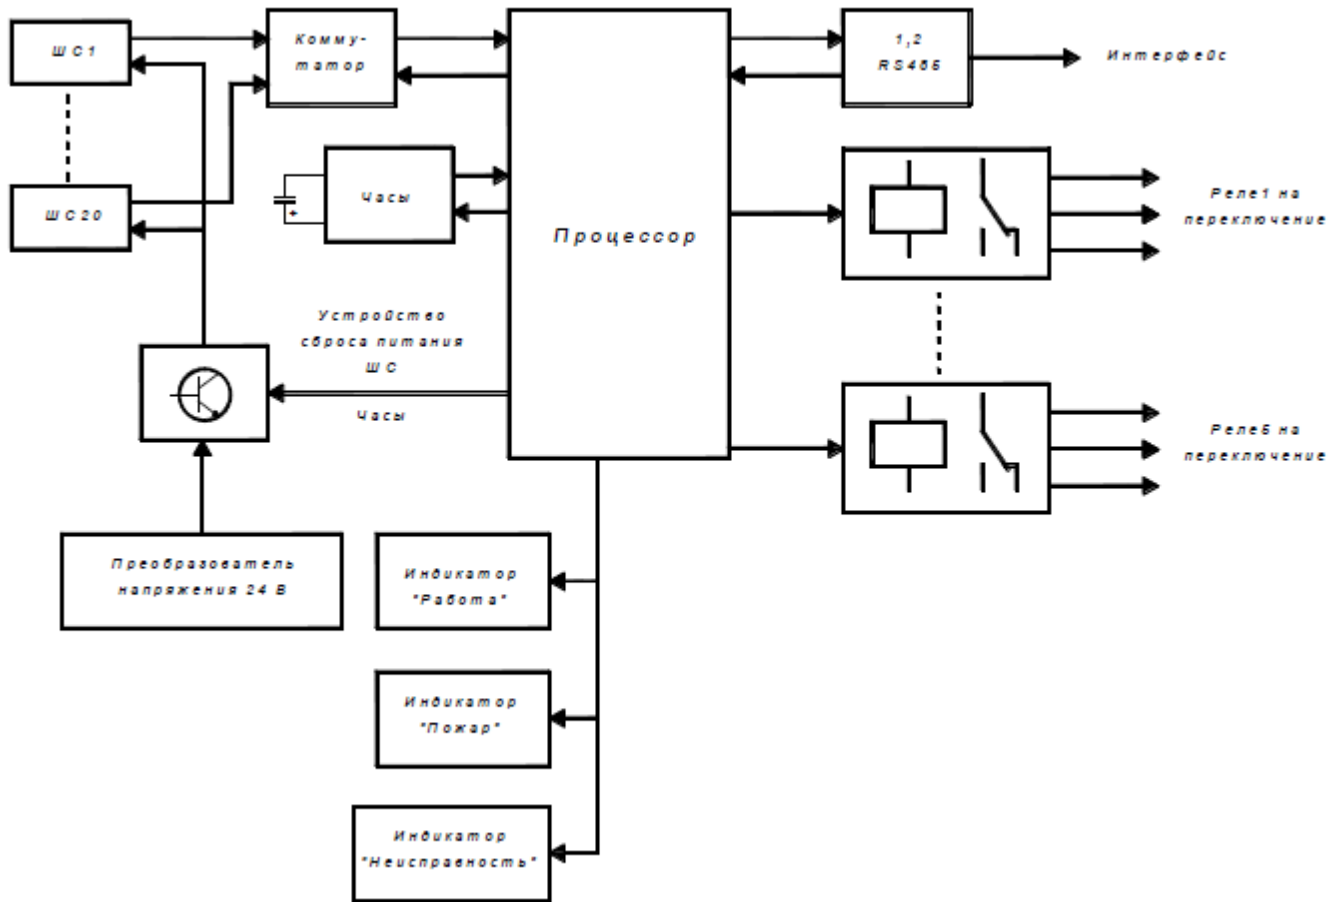 ШС1
Комму-
татор
1,2
RS485
Интерфейс
ШС20
Часы
Процессор
Реле1 на
переключение
Устройство
сброса питания
ШС
Часы
Реле5 на
переключение
Преобразователь
напряжения 24 В
Индикатор
"Работа"
Индикатор
"Пожар"
Индикатор
"Неисправность"